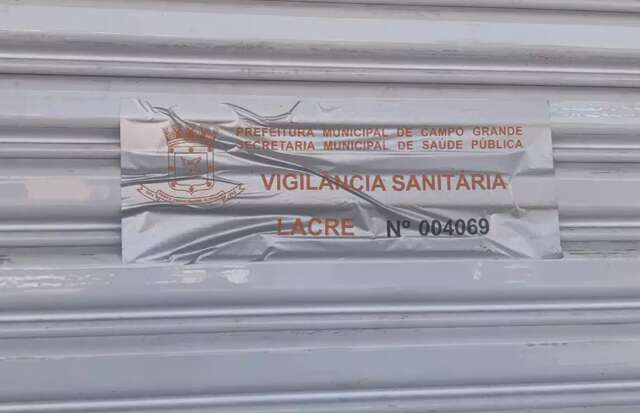 PREFEITURA MUNICIPAL DE CAMPO GRANDE
SECRETARIA MUNICIPAL DE SAÚDE PÚBLICA
VIGILÂNCIA SANITÁRIA
LACRE Nº 004069